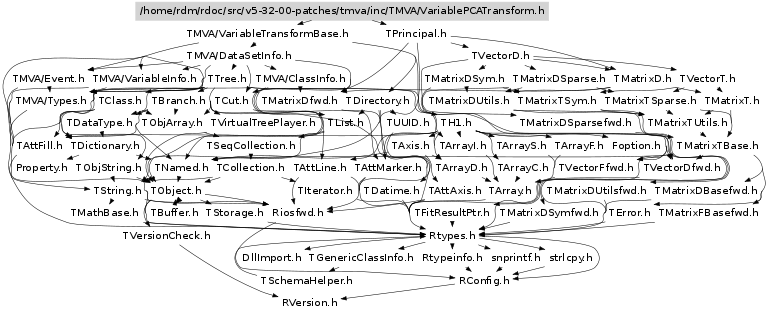 /home/rdm/rdoc/src/v5-32-00-patches/tmva/inc/TMVA/VariablePCATransform.h
TMVA/VariableTransformBase.h TPrincipal.h
TMVA/DataSetInfo.h TVectorD.h
TMVA/Event.h TMVA/VariableInfo.h TTree.h TMVA/ClassInfo.h TMatrixDSym.h TMatrixDSparse.h TMatrixD.h TVectorT.h
TMVA/Types.h TClass.h TBranch.h TCut.h TMatrixDfwd.h TDirectory.h TMatrixDUtils.h TMatrixTSym.h TMatrixTSparse.h TMatrixT.h
TDataType.h TObjArray.h TVirtualTreePlayer.h TList.h TUUID.h TH1.h TMatrixDSparsefwd.h TMatrixTUtils.h
TAttFill.h TDictionary.h TSeqCollection.h TAxis.h TArrayI.h TArrayS.h TArrayF.h Foption.h TMatrixTBase.h
Property.h TObjString.h TNamed.h TCollection.h TAttLine.h TAttMarker.h TArrayD.h TArrayC.h TVectorFfwd.h TVectorDfwd.h
TString.h TObject.h TIterator.h TDatime.h TAttAxis.h TArray.h TMatrixDUtilsfwd.h TMatrixDBasefwd.h
TMathBase.h TBuffer.h TStorage.h Riosfwd.h TFitResultPtr.h TMatrixDSymfwd.h TError.h TMatrixFBasefwd.h
TVersionCheck.h Rtypes.h
DllImport.h TGenericClassInfo.h Rtypeinfo.h snprintf.h strlcpy.h
TSchemaHelper.h RConfig.h
RVersion.h